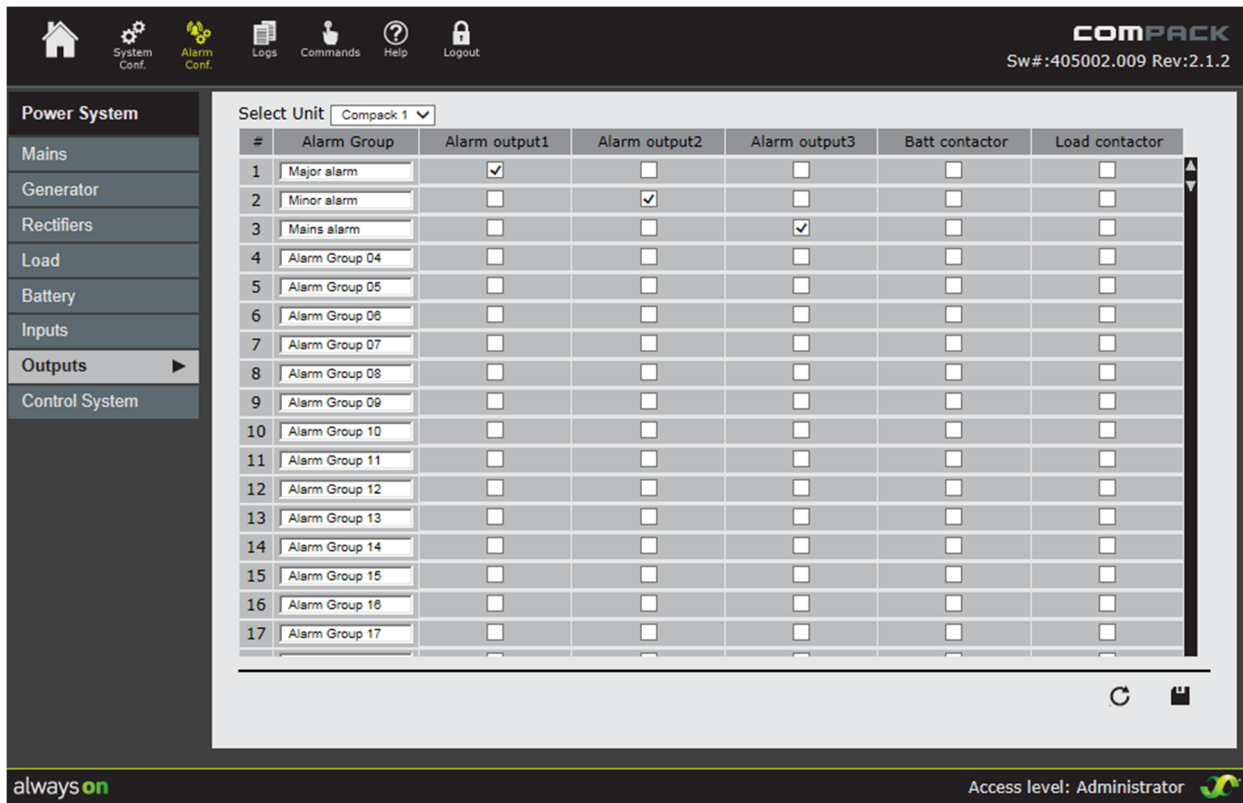 System Conf.
Alarm Conf.
Logs
Commands
Help
Logout
COMPACK
Sw#:405002.009 Rev:2.1.2
Power System
Mains
Generator
Rectifiers
Load
Battery
Inputs
Outputs
Control System
Select Unit Compack 1
# Alarm Group Alarm output1 Alarm output2 Alarm output3 Batt contactor Load contactor
1 Major alarm
2 Minor alarm
3 Mains alarm
4 Alarm Group 04
5 Alarm Group 05
6 Alarm Group 06
7 Alarm Group 07
8 Alarm Group 08
9 Alarm Group 09
10 Alarm Group 10
11 Alarm Group 11
12 Alarm Group 12
13 Alarm Group 13
14 Alarm Group 14
15 Alarm Group 15
16 Alarm Group 16
17 Alarm Group 17
always on
Access level: Administrator